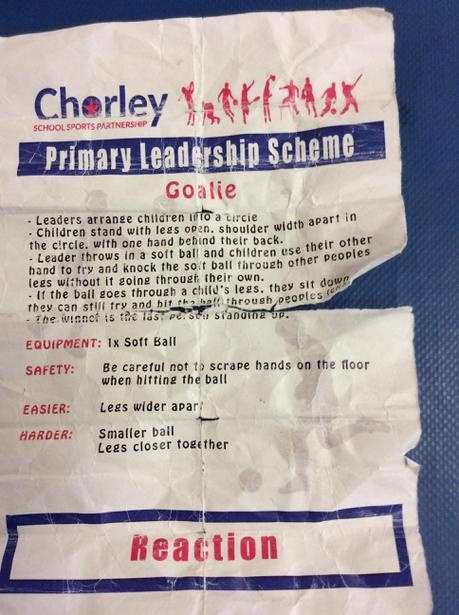 Chorley
SCHOOL SPORTS PARTNERSHIP
Primary Leadership Scheme
Goalie
- Leaders arrange children into a circle
- Children stand with legs open, shoulder width apart in
the circle, with one hand behind their back.
- Leader throws in a soft ball and children use their other
hand to try and knock the soft ball through other peoples
legs without it going through their own.
- If the ball goes through a child's legs, they sit down
they can still try and hit the ball through peoples legs
- The winner is the last person standing up.
EQUIPMENT: 1x Soft Ball
SAFETY: Be careful not to scrape hands on the floor
when hitting the ball
EASIER: Legs wider apart
HARDER: Smaller ball
Legs closer together
Reaction